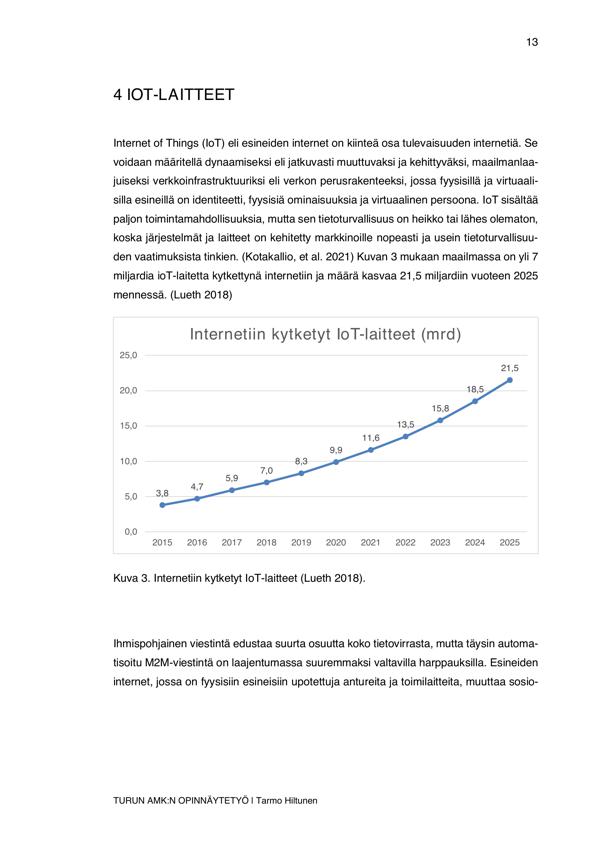 13
4 IOT-LAITTEET
Internet of Things (IoT) eli esineiden internet on kiinteä osa tulevaisuuden internetiä. Se
voidaan määritellä dynaamiseksi eli jatkuvasti muuttuvaksi ja kehittyväksi, maailmanlaa-
juiseksi verkkoinfrastruktuuriksi eli verkon perusrakenteeksi, jossa fyysisillä ja virtuaali-
silla esineillä on identiteetti, fyysisiä ominaisuuksia ja virtuaalinen persoona. IoT sisältää
paljon toimintamahdollisuuksia, mutta sen tietoturvallisuus on heikko tai lähes olematon,
koska järjestelmät ja laitteet on kehitetty markkinoille nopeasti ja usein tietoturvallisuu-
den vaatimuksista tinkien. (Kotakallio, et al. 2021) Kuvan 3 mukaan maailmassa on yli 7
miljardia ioT-laitetta kytkettynä internetiin ja määrä kasvaa 21,5 miljardiin vuoteen 2025
mennessä. (Lueth 2018)
Internetiin kytketyt IoT-laitteet (mrd)
25,0
20,0
15,0
10,0
5,0
0,0
3,8
4,7
5,9
7,0
8,3
9,9
11,6
13,5
15,8
18,5
21,5
2015 2016 2017 2018 2019 2020 2021 2022 2023 2024 2025
Kuva 3. Internetiin kytketyt IoT-laitteet (Lueth 2018).
Ihmispohjainen viestintä edustaa suurta osuutta koko tietovirrasta, mutta täysin automa-
tisoitu M2M-viestintä on laajentumassa suuremmaksi valtavilla harppauksilla. Esineiden
internet, jossa on fyysisiin esineisiin upotettuja antureita ja toimilaitteita, muuttaa sosio-
TURUN AMK:N OPINNÄYTETYÖ | Tarmo Hiltunen